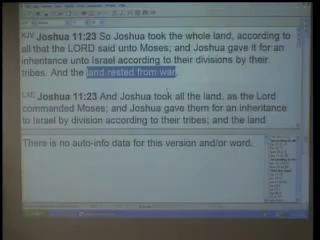 KJV Joshua 11:23 So Joshua took the whole land, according to
all that the LORD said unto Moses; and Joshua gave it for an
inheritance unto Israel according to their divisions by their
tribes. And the land rested from war.
LXE Joshua 11:23 And Joshua took all the land, as the Lord
commanded Moses; and Joshua gave them for an inheritance
to Israel by division according to their tribes; and the land
There is no auto-info data for this version and/or word.